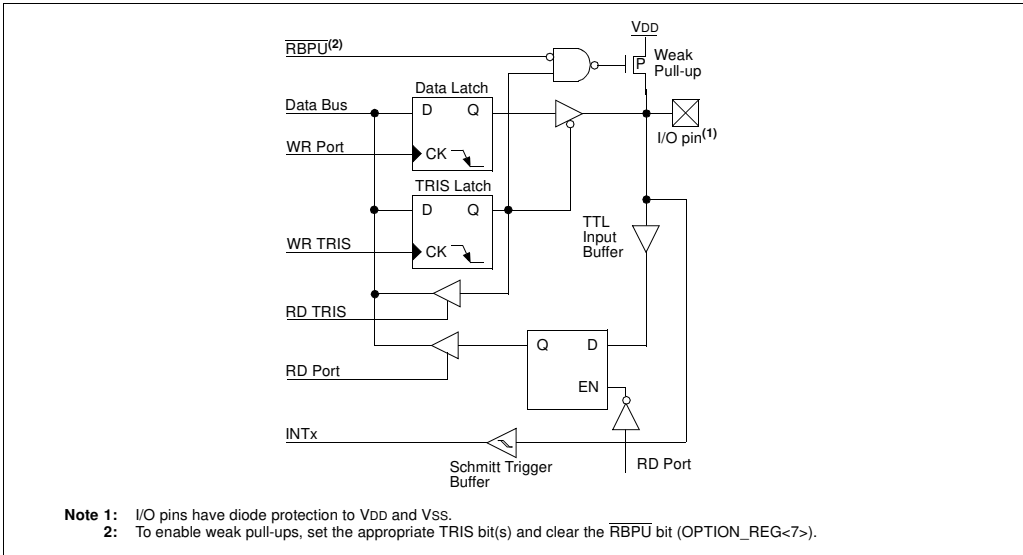 VDD
RBPU(2)
P
Weak
Pull-up
Data Latch
Data Bus
D Q
I/O pin(1)
WR Port
CK
TRIS Latch
D Q
TTL
Input
Buffer
WR TRIS
CK
RD TRIS
Q D
RD Port
EN
INTx
Schmitt Trigger
Buffer
RD Port
Note 1: I/O pins have diode protection to VDD and VSS.
2: To enable weak pull-ups, set the appropriate TRIS bit(s) and clear the RBPU bit (OPTION_REG<7>).